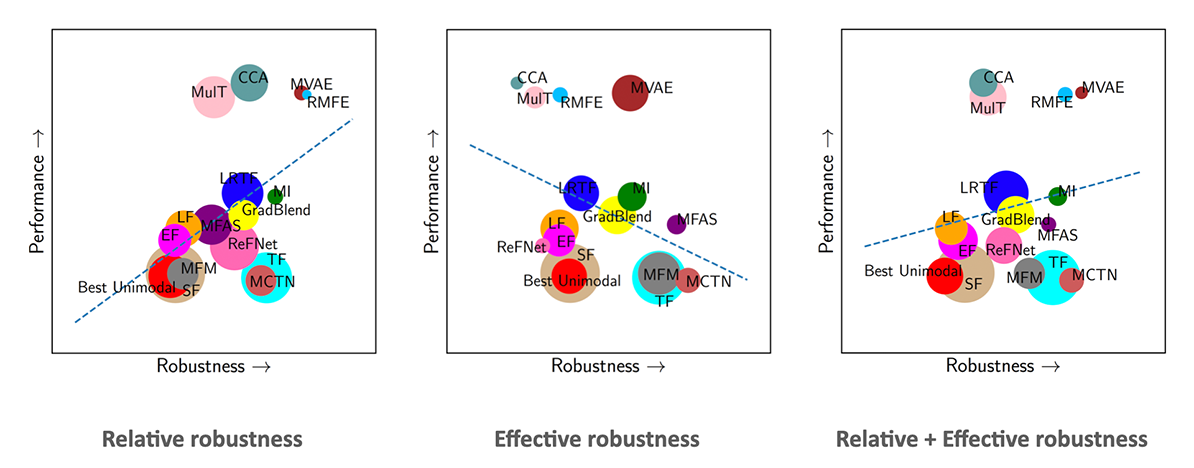 CCA
MulT
MVAE
RMFE
LRTF
MI
GradBlend
LF
MFAS
EF
ReFNet
TF
MFM
MCTN
Best Unimodal
SF
Performance →
Robustness →
Relative robustness
CCA
MulT
RMFE
MVAE
LRTF
MI
GradBlend
LF
MFAS
ReFNet
EF
SF
Best Unimodal
MFM
MCTN
TF
Performance →
Robustness →
Effective robustness
CCA
MulT
RMFE
MVAE
LRTF
MI
LF
GradBlend
MFAS
EF
ReFNet
TF
Best Unimodal
MFM
MCTN
SF
Performance →
Robustness →
Relative + Effective robustness